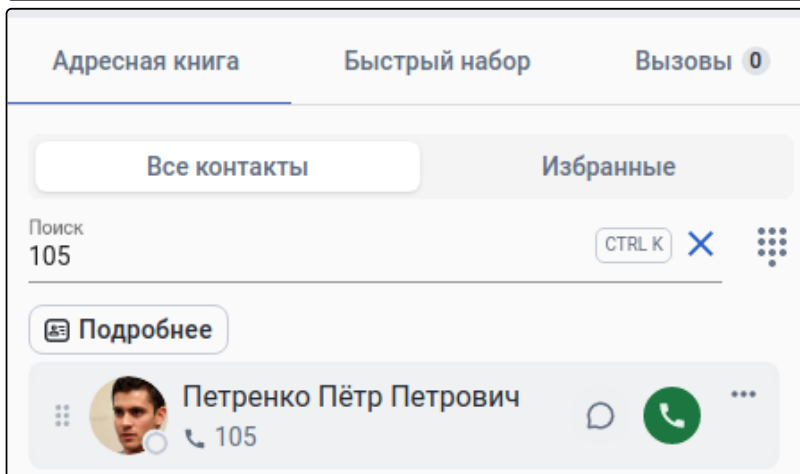 Адресная книга Быстрый набор Вызовы 0
Все контакты Избранные
Поиск
105 CTRL K
Подробнее
Петренко Пётр Петрович
105